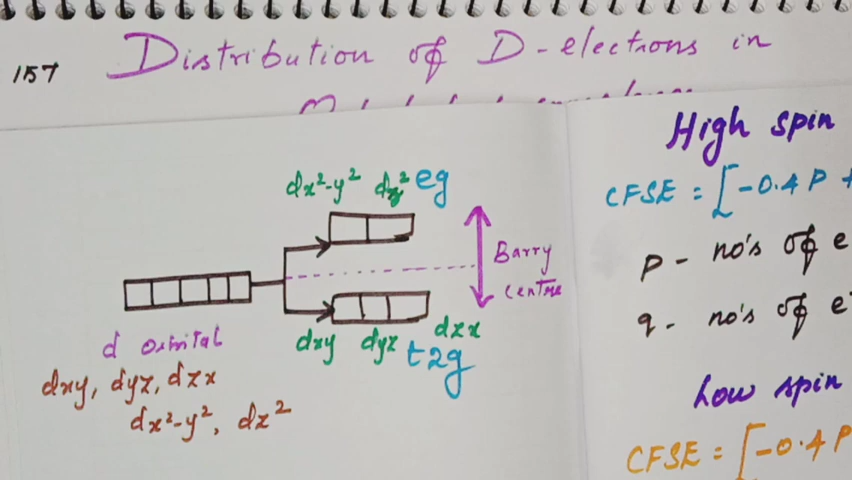 157
Distribution of D-electrons in
dx²-y² dz² eg
Barry
centre
d orbital
dxy dyz dzx
t2g
dxy, dyz, dzx
dx²-y², dz²
High spin
CFSE = [-0.4 P +
p - no's of e
q - no's of e⁻
Low spin
CFSE = [-0.4 P